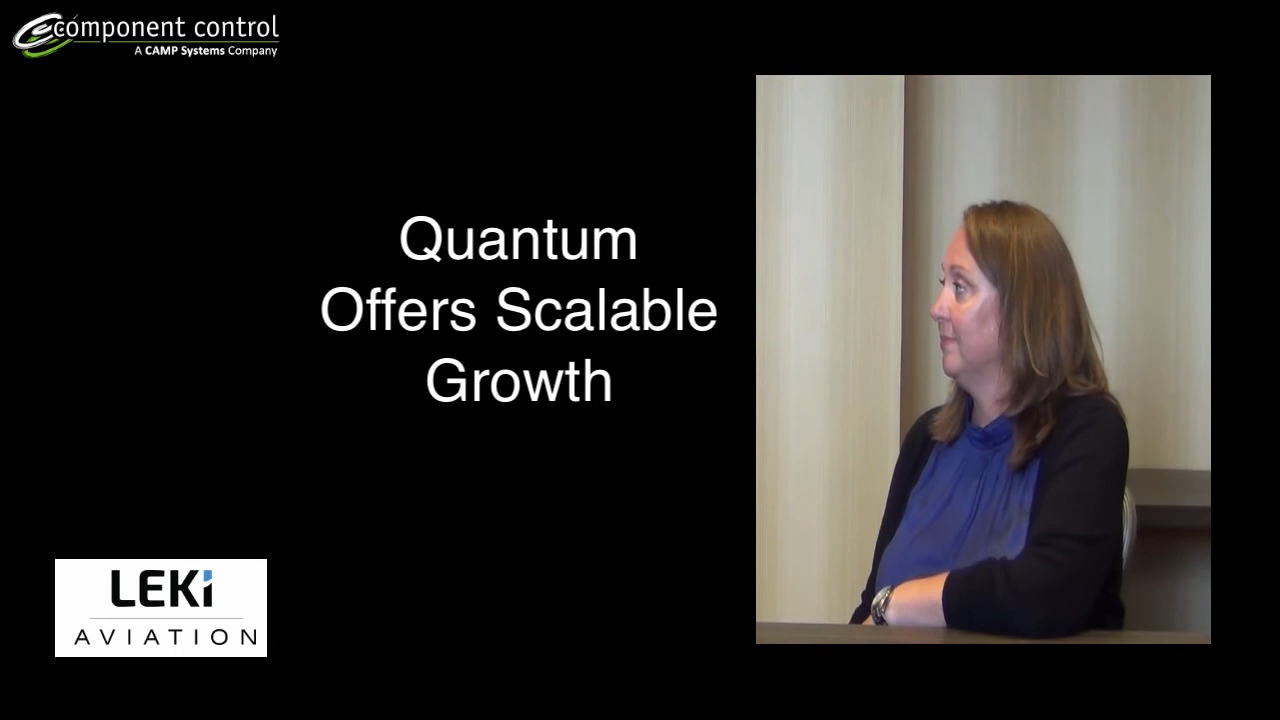 component control
A CAMP Systems Company
Quantum
Offers Scalable
Growth
LEKi
AVIATION